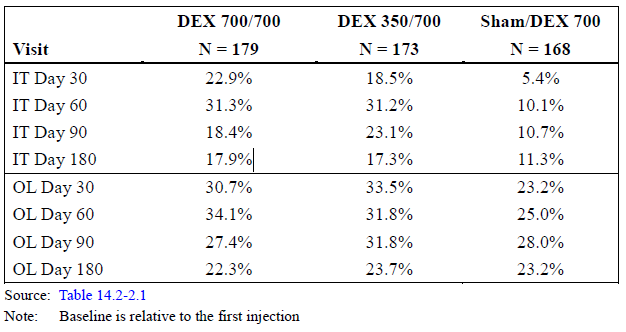 DEX 700/700 DEX 350/700 Sham/DEX 700
Visit N = 179 N = 173 N = 168
IT Day 30 22.9% 18.5% 5.4%
IT Day 60 31.3% 31.2% 10.1%
IT Day 90 18.4% 23.1% 10.7%
IT Day 180 17.9% 17.3% 11.3%
OL Day 30 30.7% 33.5% 23.2%
OL Day 60 34.1% 31.8% 25.0%
OL Day 90 27.4% 31.8% 28.0%
OL Day 180 22.3% 23.7% 23.2%
Source: Table 14.2-2.1
Note: Baseline is relative to the first injection